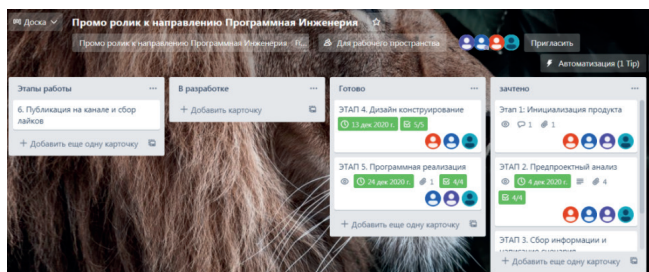 Доска
Промо ролик к направлению Программная Инженерия
Промо ролик к направлению Программная Инженерия
Для рабочего пространства
Пригласить
Автоматизация (1 Tip)
Этапы работы
6. Публикация на канале и сбор
лайков
+ Добавить еще одну карточку
В разработке
+ Добавить карточку
Готово
ЭТАП 4. Дизайн конструирование
13 дек 2020 г. 5/5
ЭТАП 5. Программная реализация
24 дек 2020 г. 1 4/4
+ Добавить еще одну карточку
зачтено
Этап 1: Инициализация продукта
1 1
ЭТАП 2. Предпроектный анализ
4 дек 2020 г. 4
4/4
ЭТАП 3. Сбор информации и
написание сценария
+ Добавить еще одну карточку